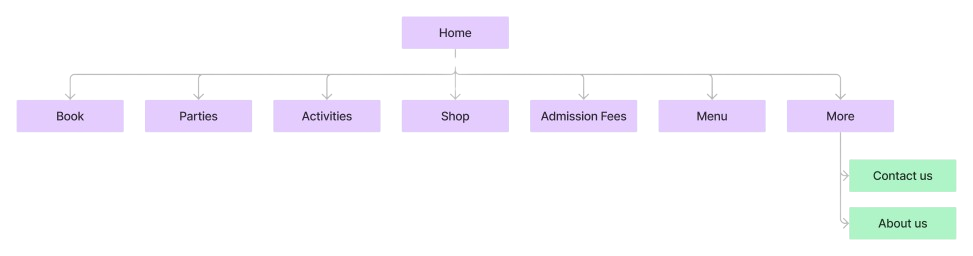 Home
Book
Parties
Activities
Shop
Admission Fees
Menu
More
Contact us
About us